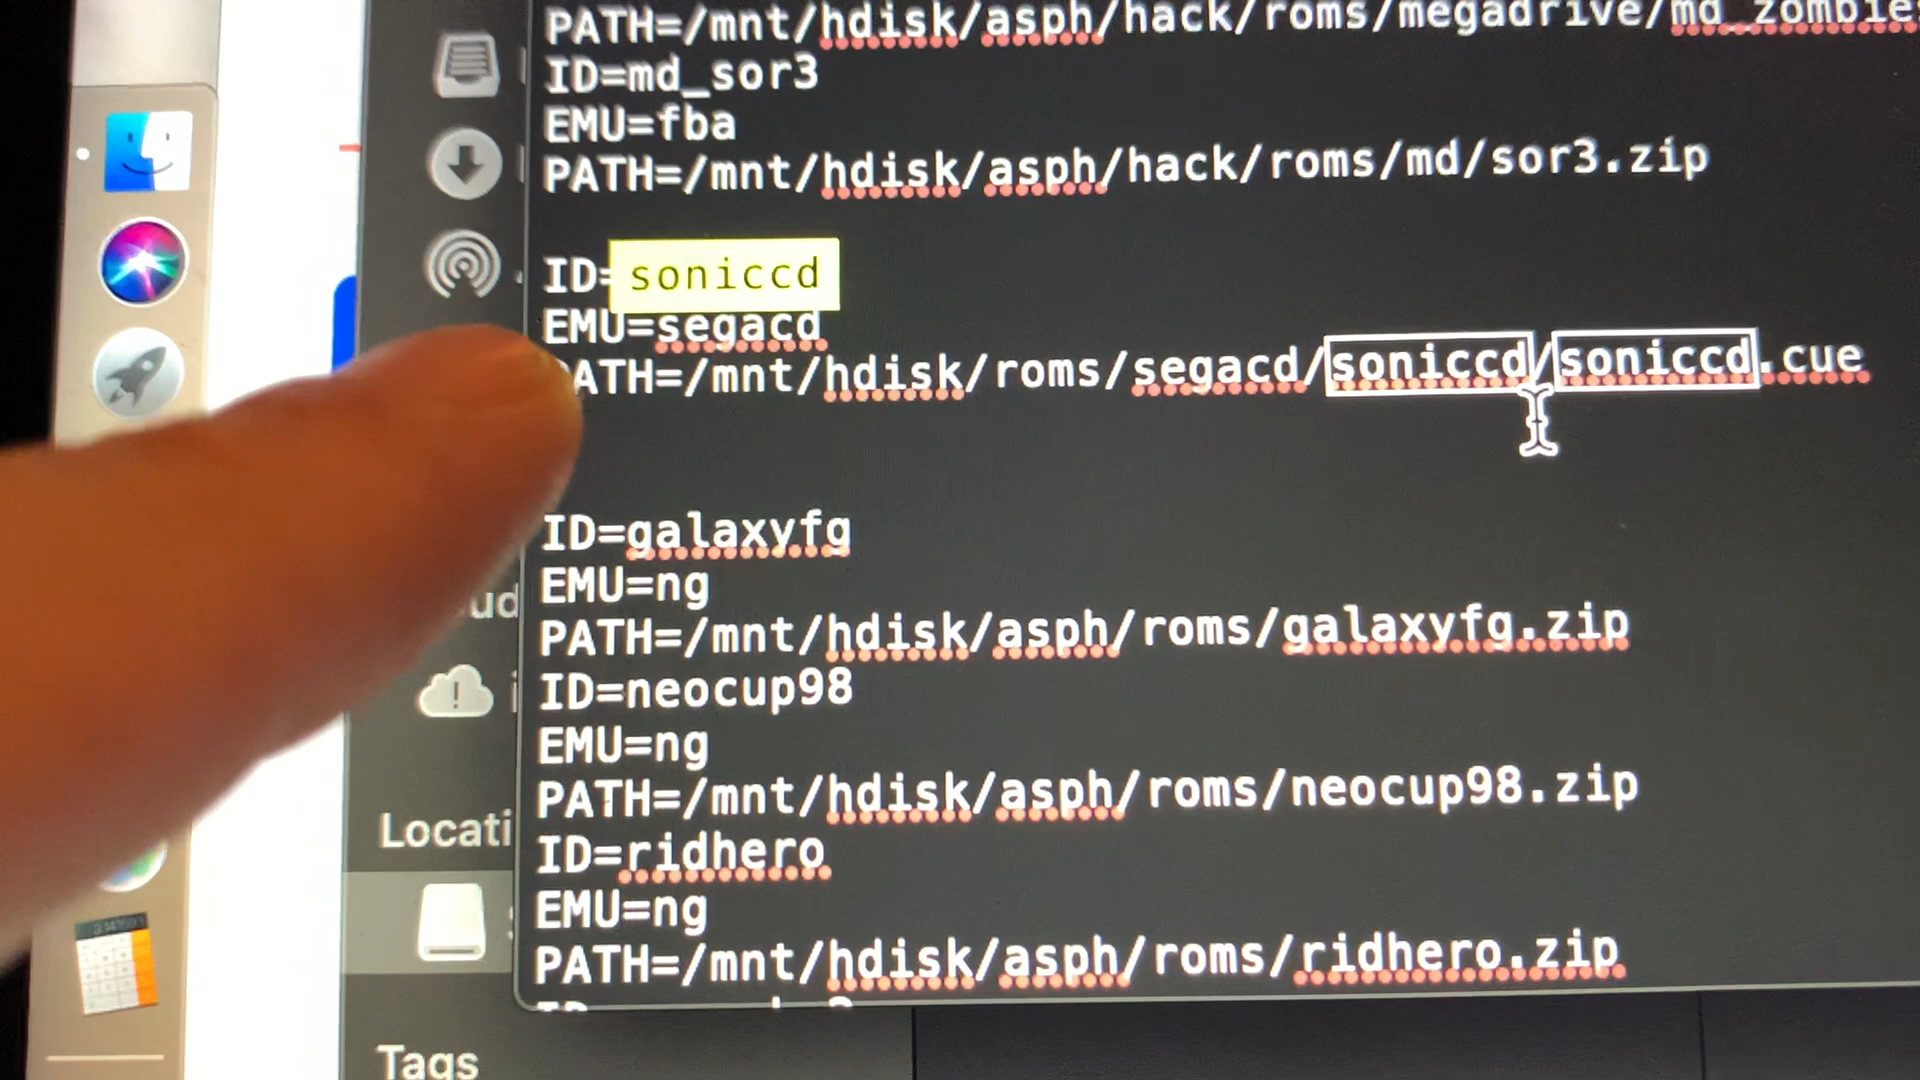 PATH=/mnt/hdisk/asph/hack/roms/megadrive/md_zombies
ID=md_sor3
EMU=fba
PATH=/mnt/hdisk/asph/hack/roms/md/sor3.zip
ID=soniccd
EMU=segacd
PATH=/mnt/hdisk/roms/segacd/soniccd/soniccd.cue
ID=galaxyfg
EMU=ng
PATH=/mnt/hdisk/asph/roms/galaxyfg.zip
ID=neocup98
EMU=ng
PATH=/mnt/hdisk/asph/roms/neocup98.zip
ID=ridhero
EMU=ng
PATH=/mnt/hdisk/asph/roms/ridhero.zip
Locati
Tags